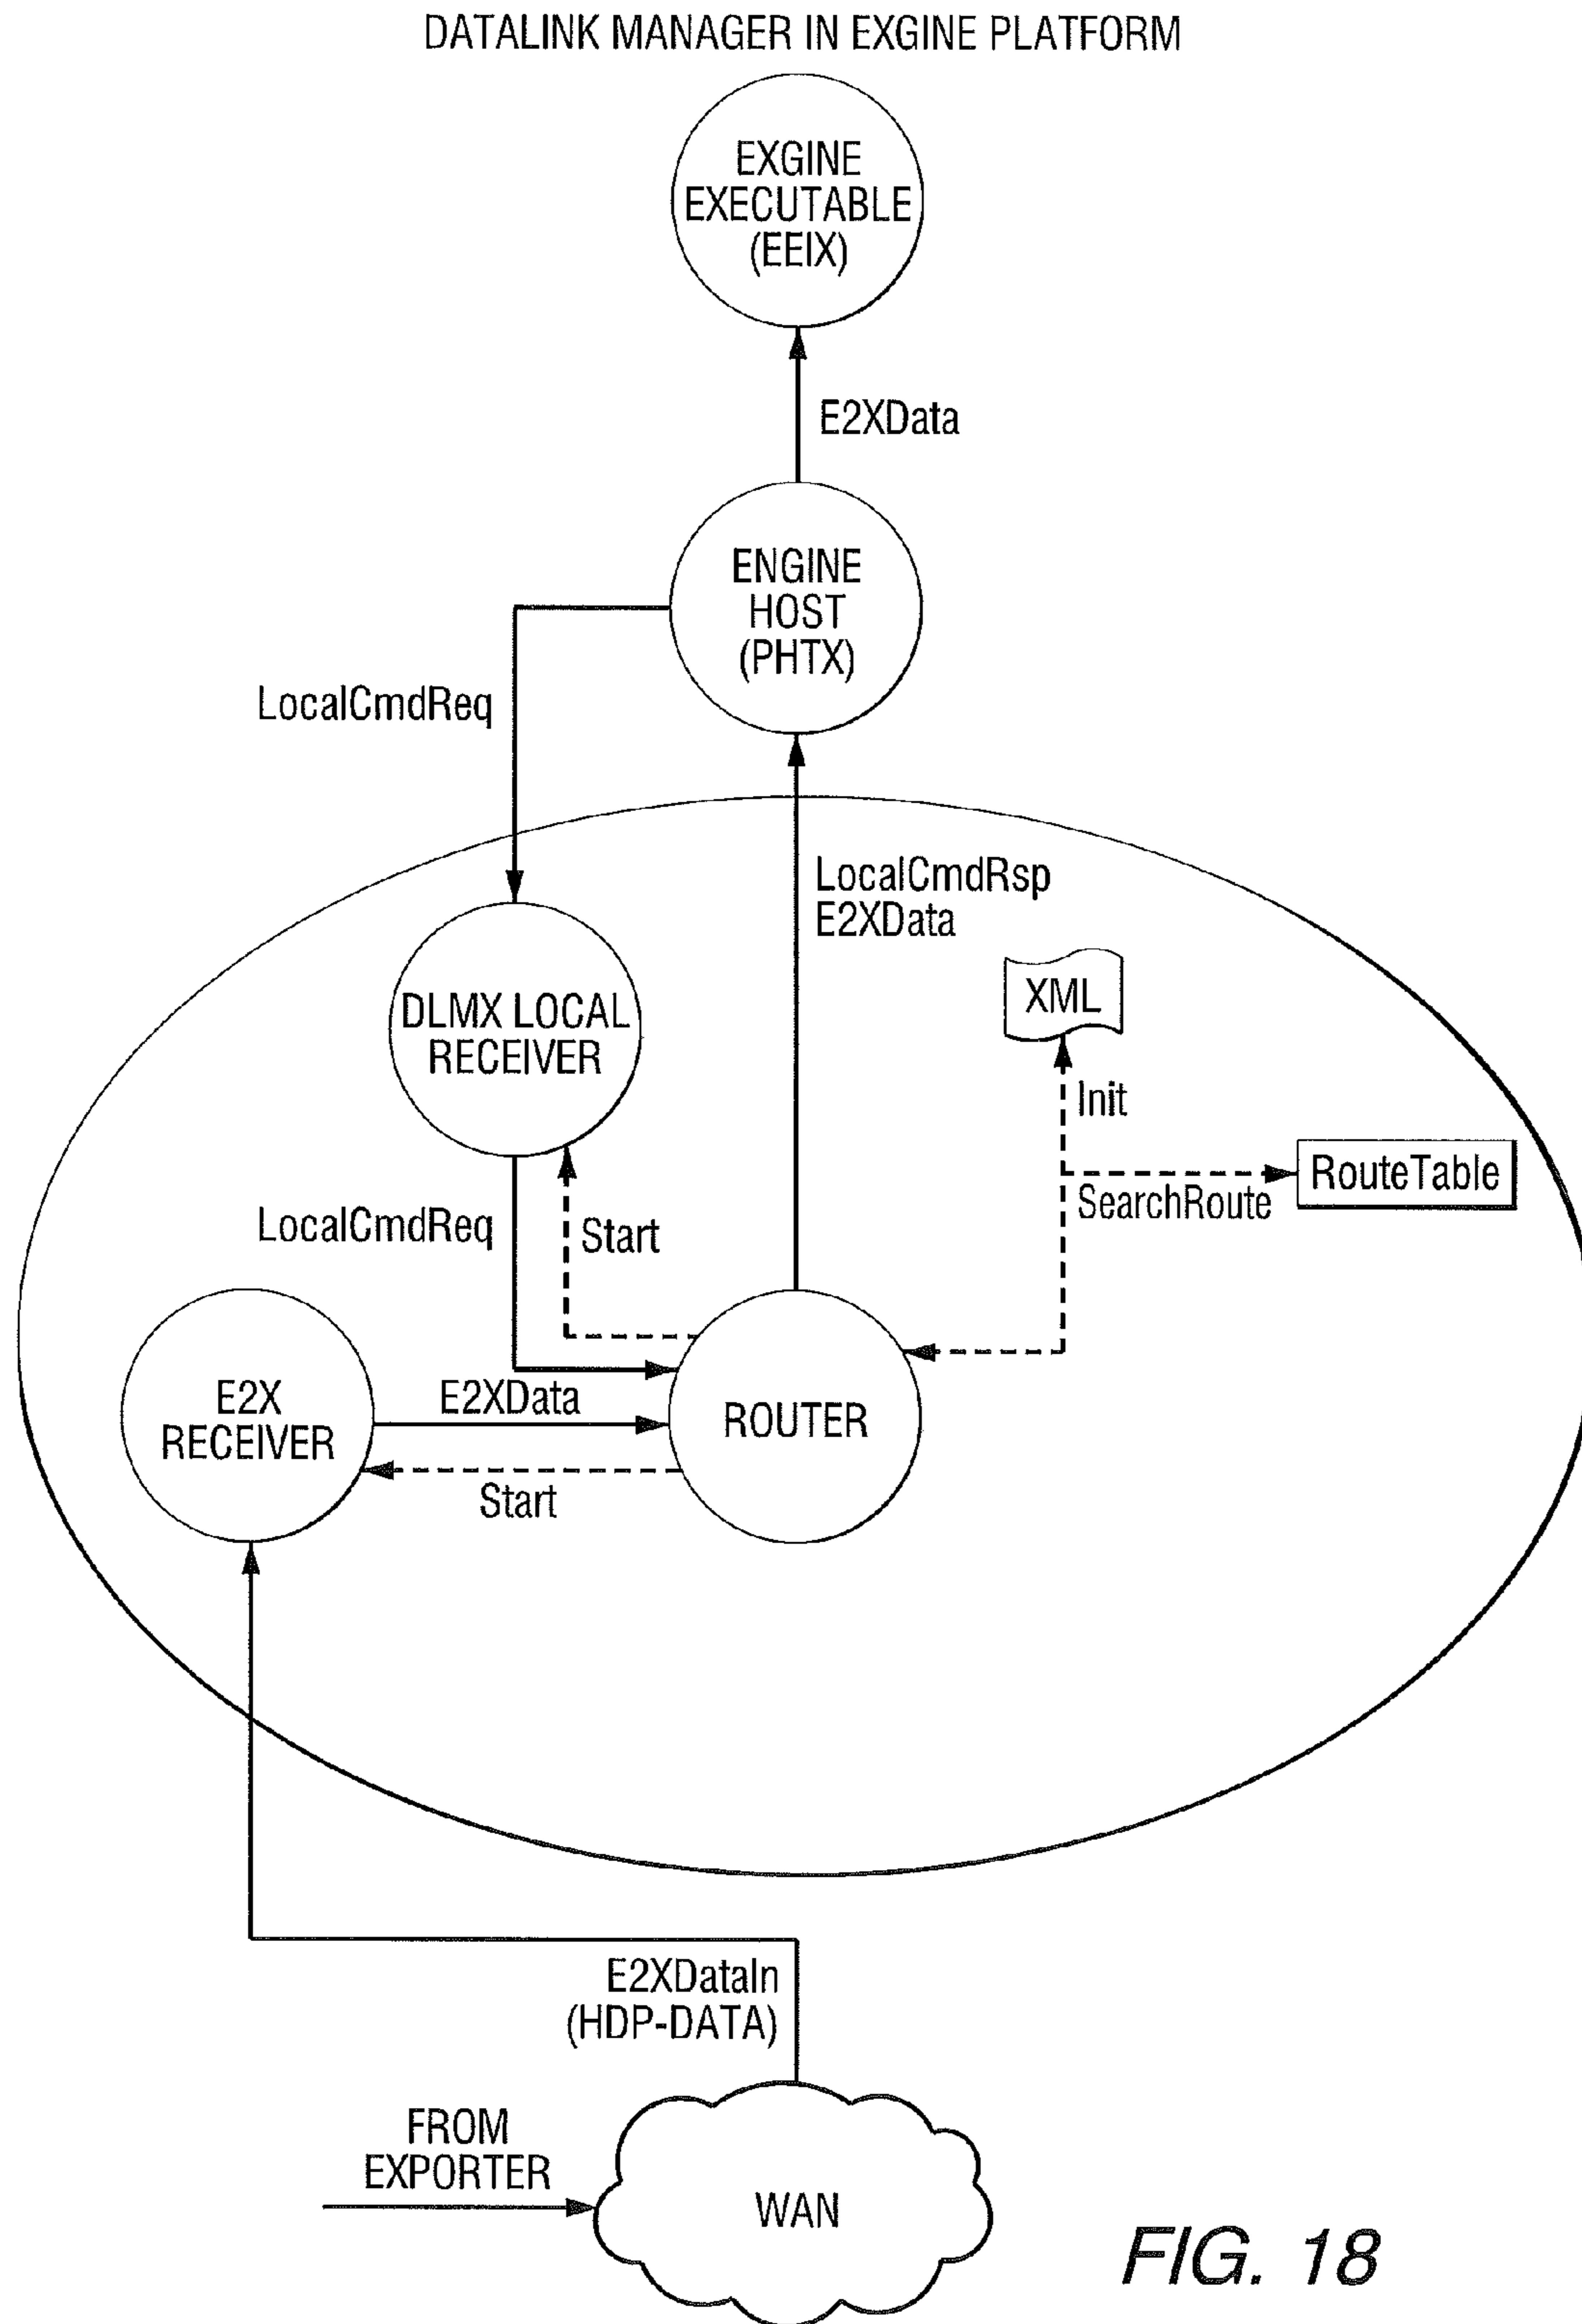 DATALINK MANAGER IN EXGINE PLATFORM
EXGINE
EXECUTABLE
(EEIX)
E2XData
ENGINE
HOST
(PHTX)
LocalCmdReq
LocalCmdRsp
E2XData
DLMX LOCAL
RECEIVER
XML
Init
RouteTable
SearchRoute
LocalCmdReq
Start
E2X
RECEIVER
E2XData
ROUTER
Start
E2XDataIn
(HDP-DATA)
FROM
EXPORTER
WAN
FIG. 18